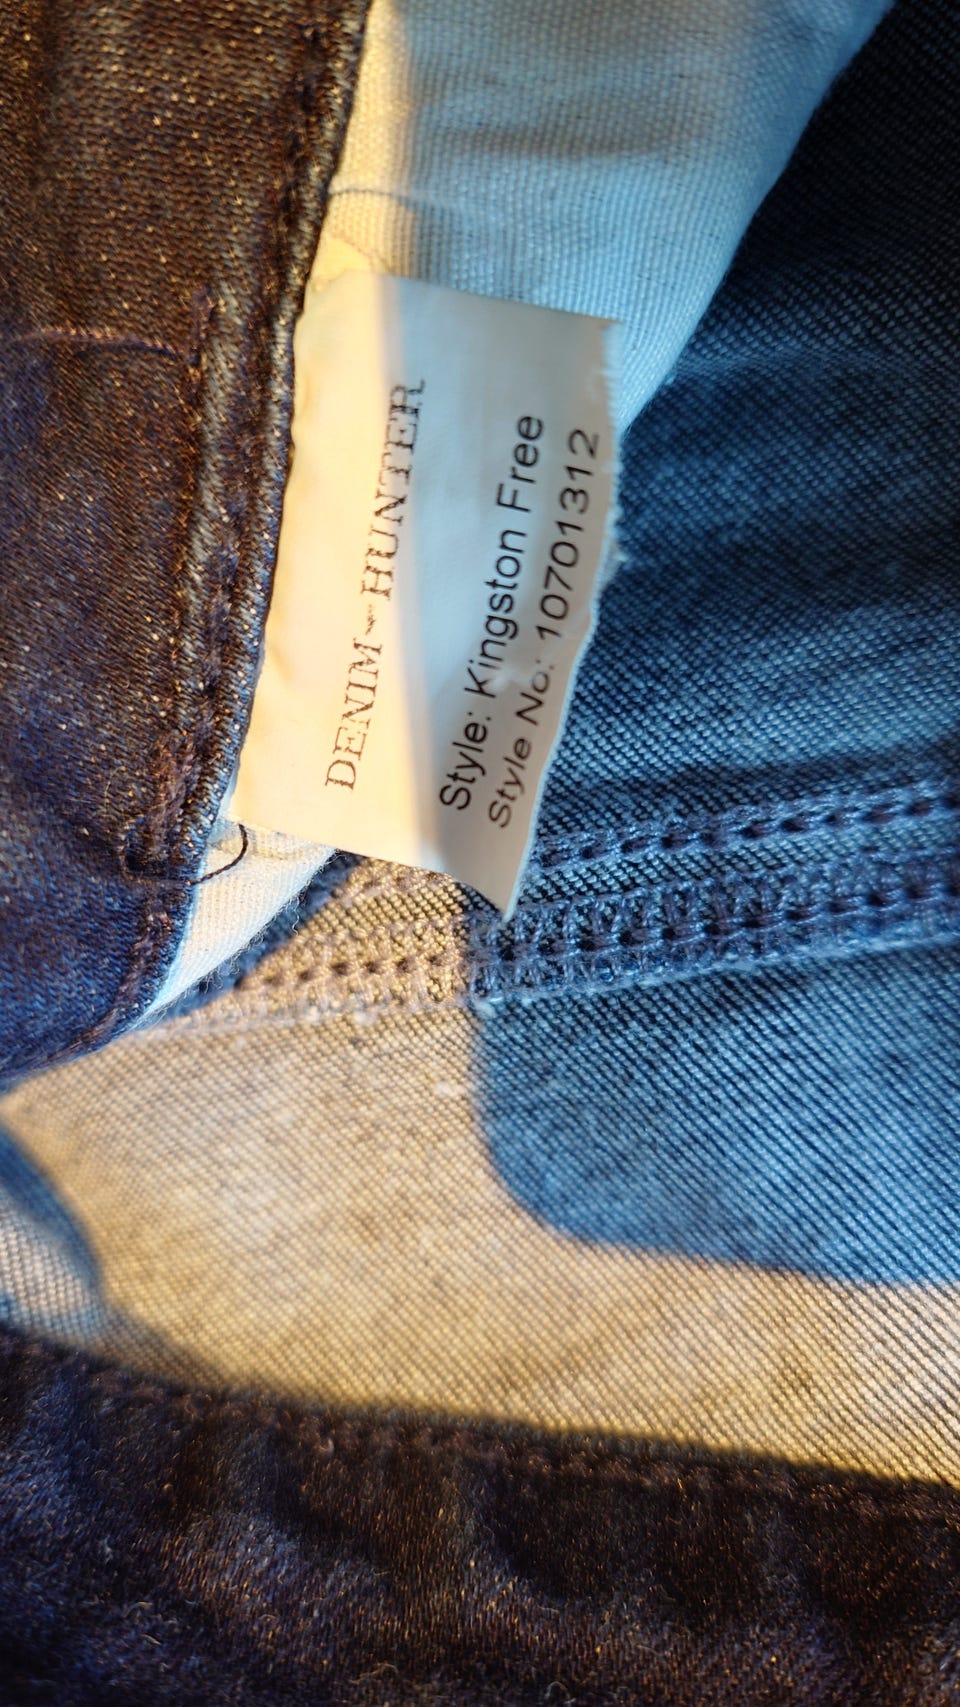 DENIM HUNTER
Style: Kingston Free
Style No: 10701312